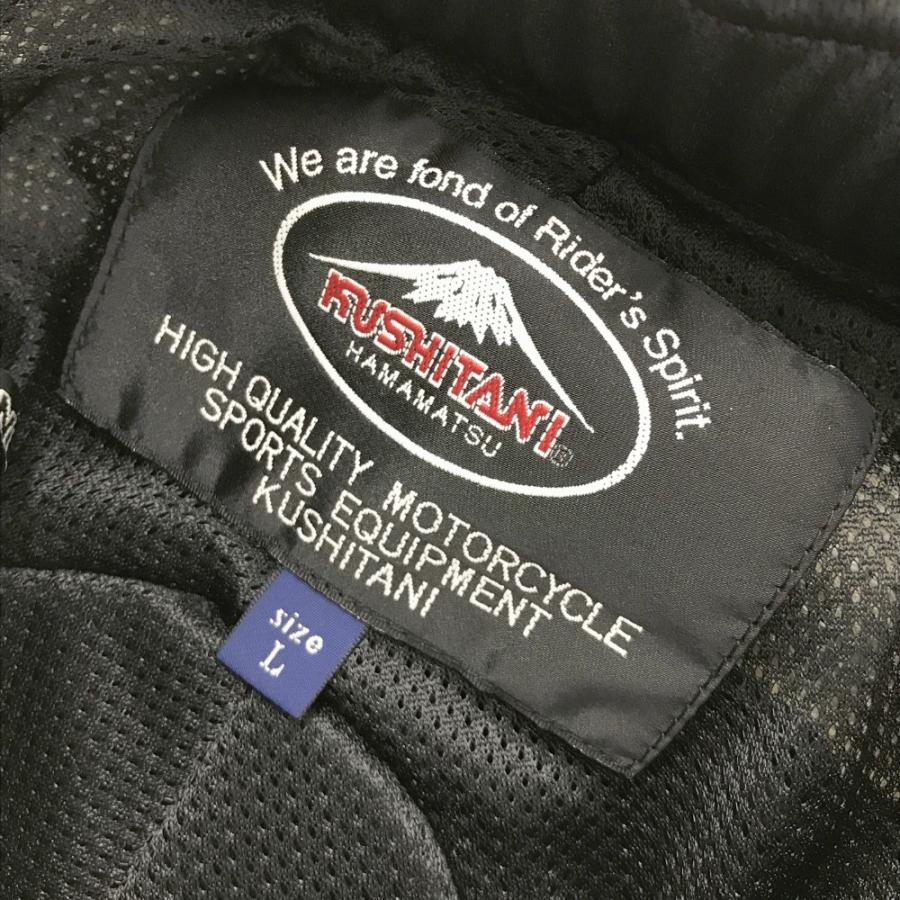 We are fond of Rider's Spirit.
KUSHITANI®
HAMAMATSU
HIGH QUALITY MOTORCYCLE
SPORTS EQUIPMENT
KUSHITANI
size
L